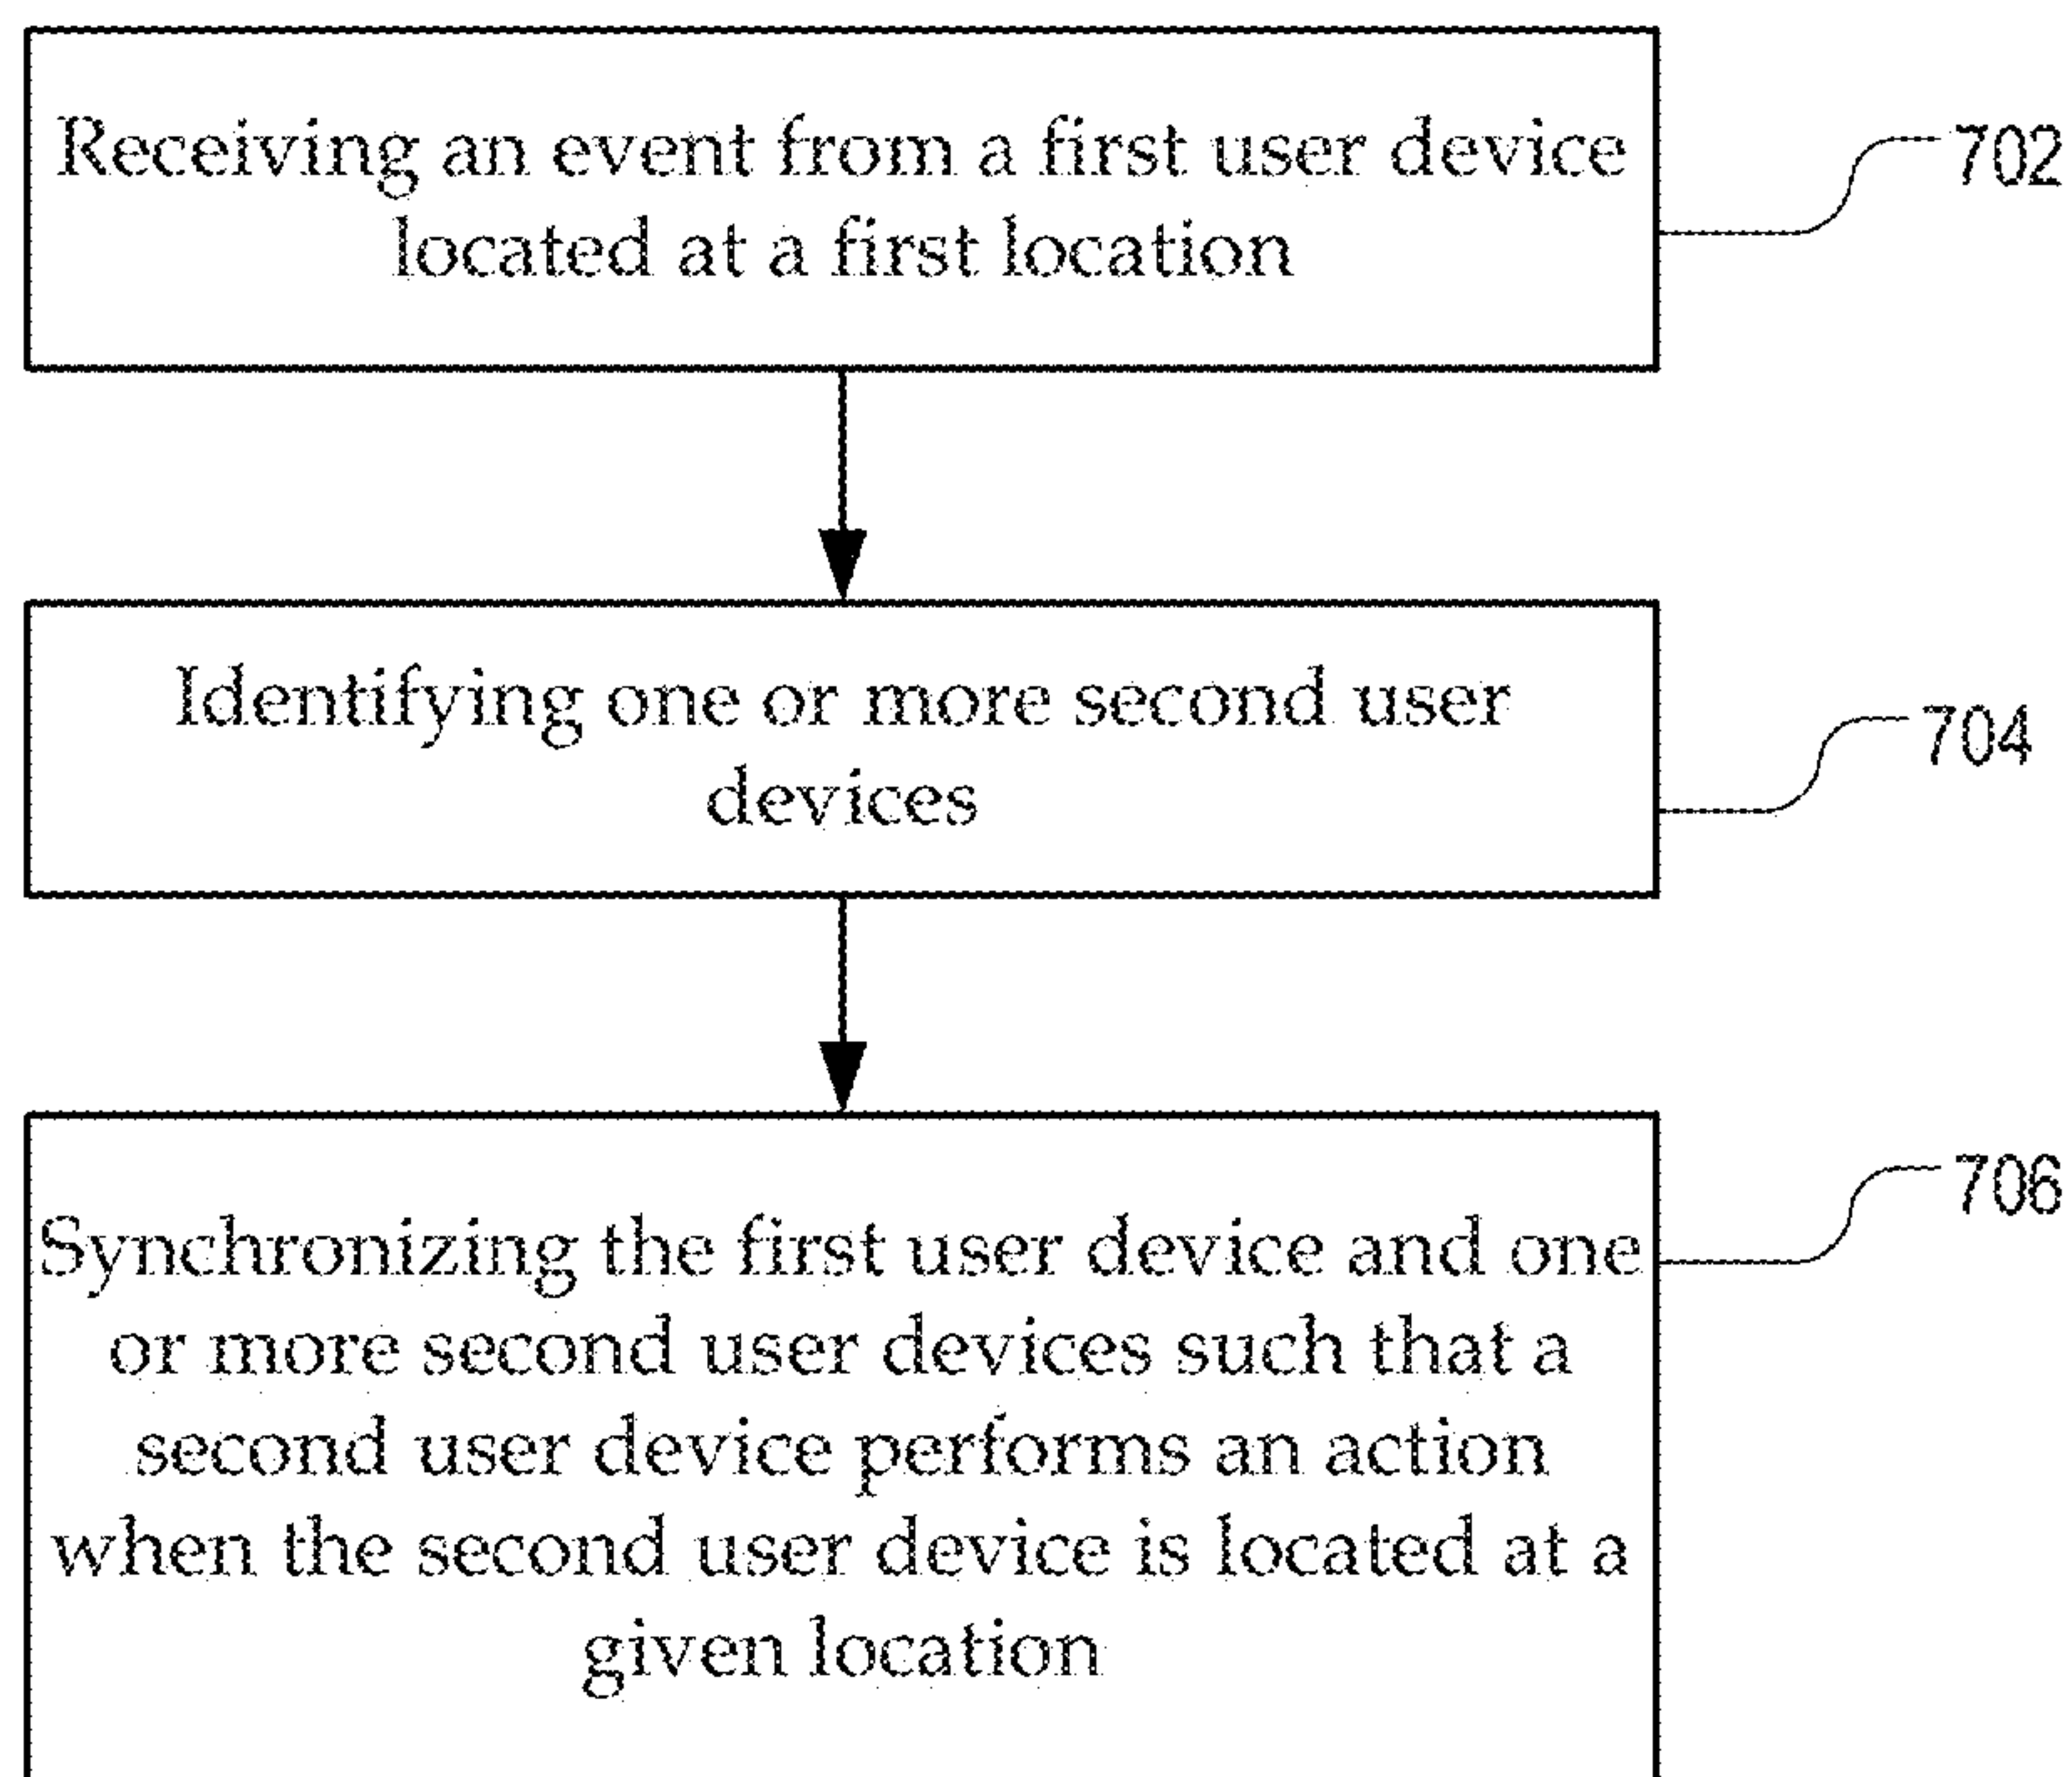 Receiving an event from a first user device
located at a first location
702
Identifying one or more second user
devices
704
Synchronizing the first user device and one
or more second user devices such that a
second user device performs an action
when the second user device is located at a
given location
706